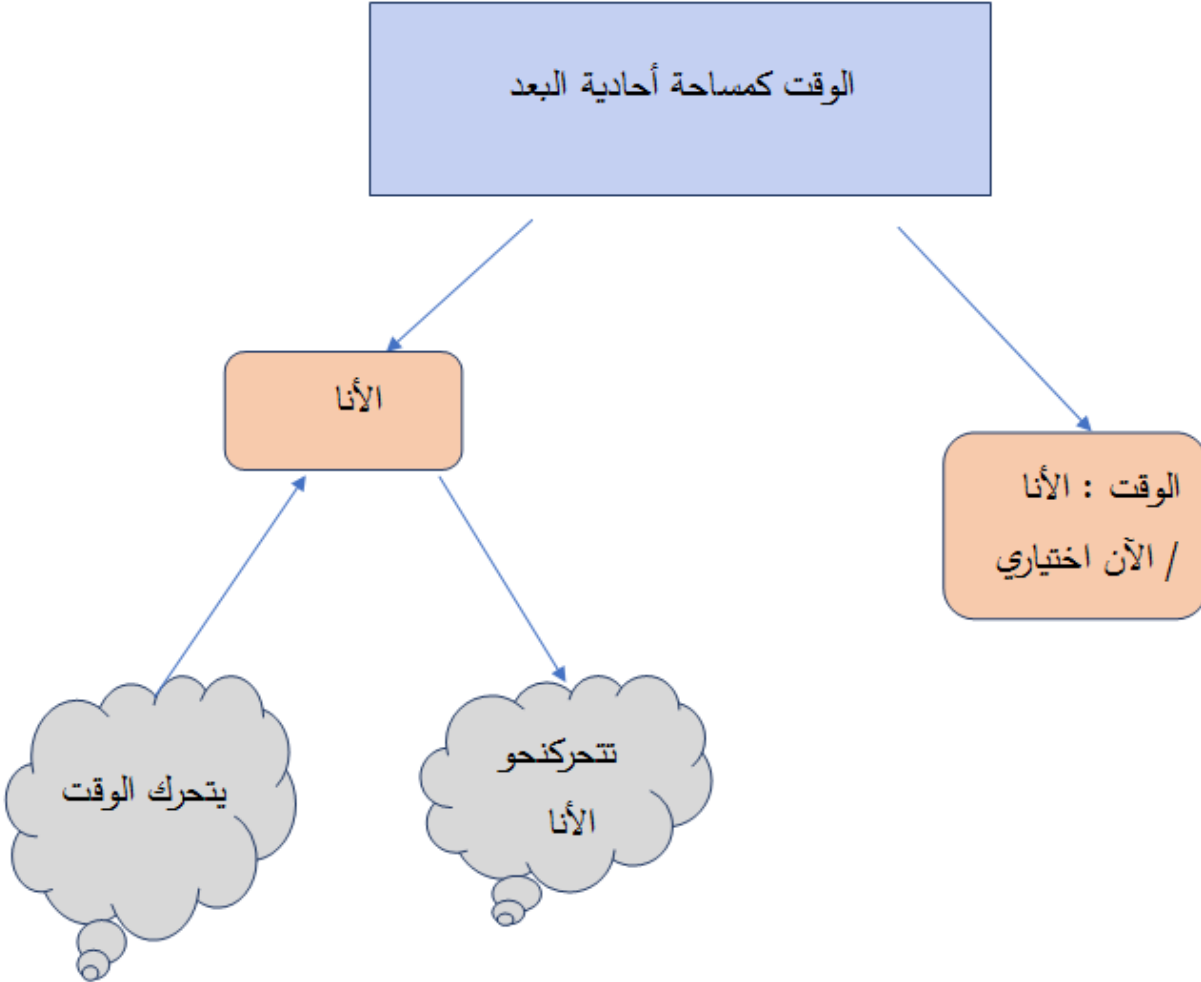 الوقت كمساحة أحادية البعد
الأنا
الوقت : الأنا
/ الآن اختياري
تتحركنحو
الأنا
يتحرك الوقت